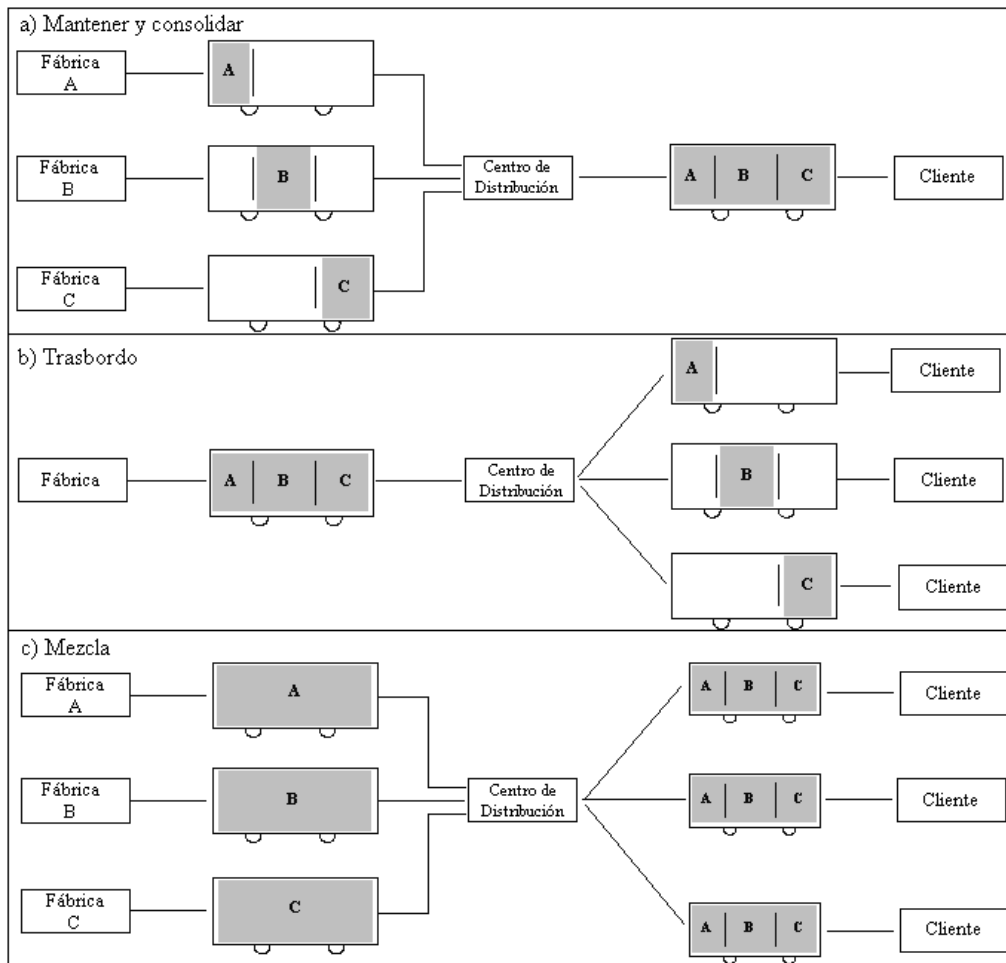 a) Mantener y consolidar
Fábrica
A
A
Fábrica
B
B
Centro de
Distribución
A B C
Cliente
Fábrica
C
C
b) Trasbordo
A
Cliente
Fábrica
A B C
Centro de
Distribución
B
Cliente
C
Cliente
c) Mezcla
Fábrica
A
A
A B C
Cliente
Fábrica
B
B
Centro de
Distribución
A B C
Cliente
Fábrica
C
C
A B C
Cliente